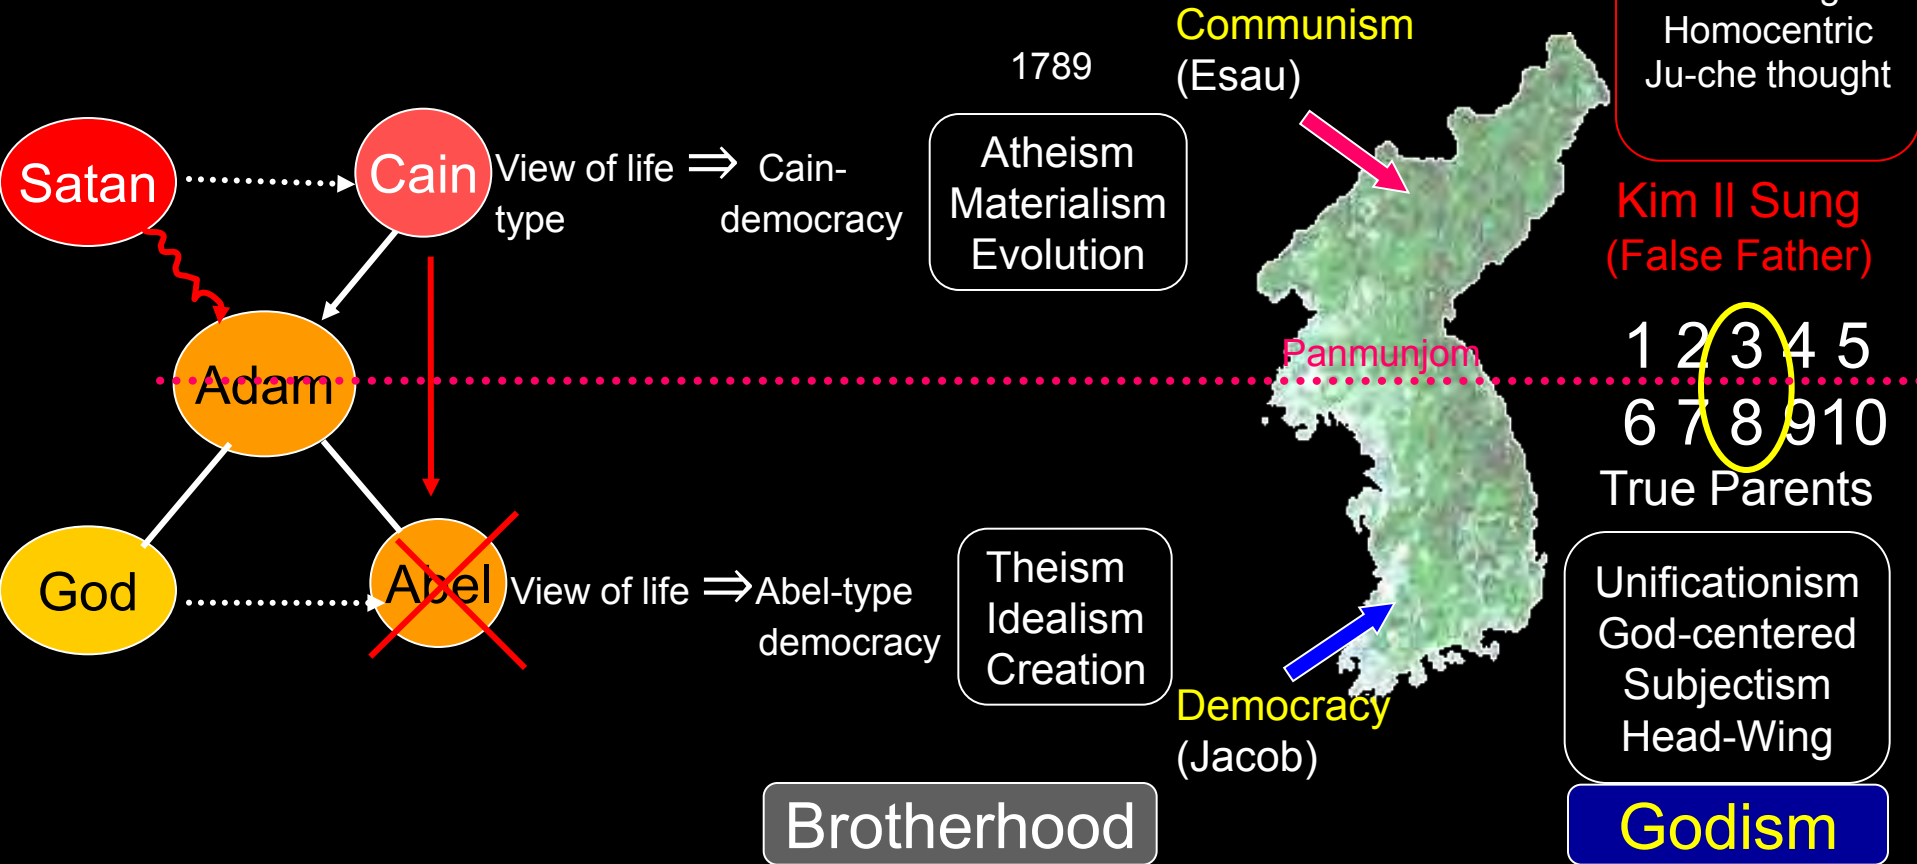 Communism
(Esau)
1789
Homocentric
Ju-che thought
Satan
Cain
View of life ⇒ Cain-
type democracy
Atheism
Materialism
Evolution
Kim Il Sung
(False Father)
Adam
Panmunjom
1 2 3 4 5
6 7 8 910
True Parents
God
Abel
View of life ⇒Abel-type
democracy
Theism
Idealism
Creation
Unificationism
God-centered
Subjectism
Head-Wing
Democracy
(Jacob)
Brotherhood
Godism